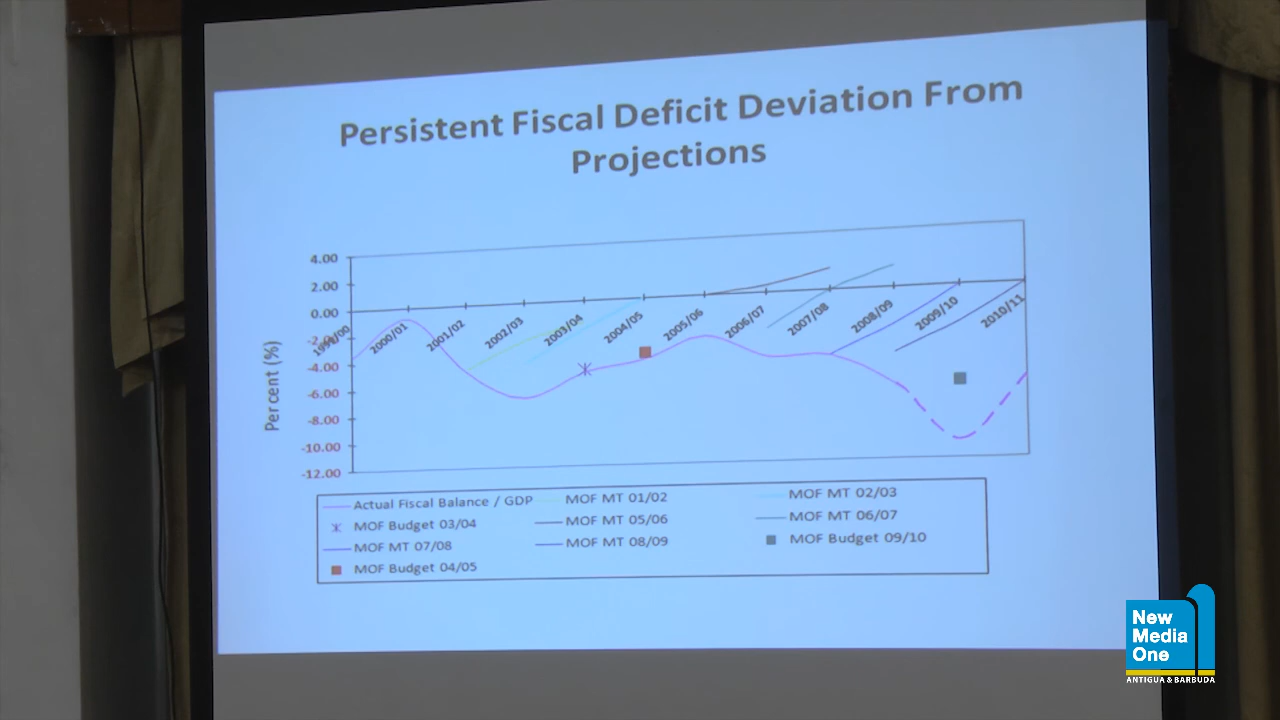 Persistent Fiscal Deficit Deviation From
Projections
4.00
2.00
0.00
-2.00
-4.00
-6.00
-8.00
-10.00
-12.00
Percent (%)
1999/00
2000/01
2001/02
2002/03
2003/04
2004/05
2005/06
2006/07
2007/08
2008/09
2009/10
2010/11
Actual Fiscal Balance / GDP
MOF MT 01/02
MOF MT 02/03
MOF Budget 03/04
MOF MT 05/06
MOF MT 06/07
MOF MT 07/08
MOF MT 08/09
MOF Budget 09/10
MOF Budget 04/05
New
Media
One
ANTIGUA & BARBUDA